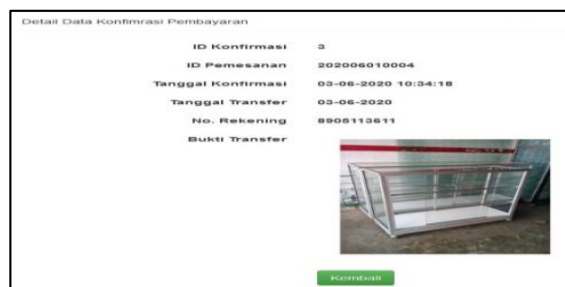 Detail Data Konfimrasi Pembayaran
ID Konfirmasi 3
ID Pemesanan 202006010004
Tanggal Konfirmasi 03-06-2020 10:34:18
Tanggal Transfer 03-06-2020
No. Rekening 8905113611
Bukti Transfer
Kembali